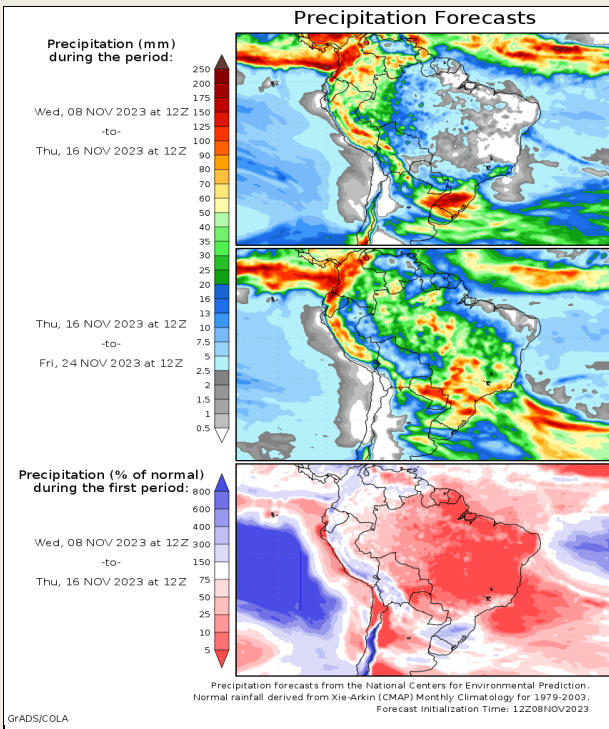 Precipitation Forecasts
Precipitation (mm)
during the period:
Wed, 08 NOV 2023 at 12Z
-to-
Thu, 16 NOV 2023 at 12Z
250
200
175
150
125
100
90
80
70
60
50
40
35
30
25
20
16
13
10
7.5
5
2.5
2
1.5
1
0.5
Thu, 16 NOV 2023 at 12Z
-to-
Fri, 24 NOV 2023 at 12Z
Precipitation (% of normal)
during the first period:
Wed, 08 NOV 2023 at 12Z
-to-
Thu, 16 NOV 2023 at 12Z
800
600
400
300
150
75
50
25
10
5
Precipitation forecasts from the National Centers for Environmental Prediction.
Normal rainfall derived from Xie-Arkin (CMAP) Monthly Climatology for 1979-2003.
Forecast Initialization Time: 12Z08NOV2023
GrADS/COLA